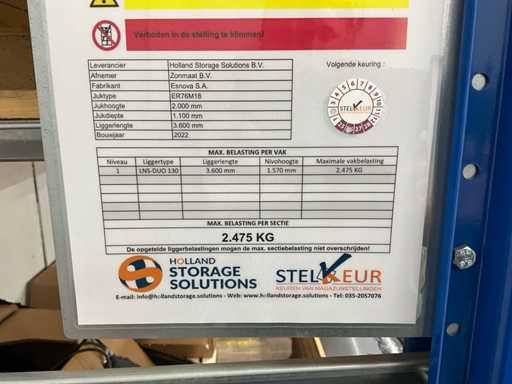 Verboden in de stelling te klimmen!
Leverancier Holland Storage Solutions B.V.
Afnemer Zonmaat B.V.
Fabrikant Esnova S.A.
Juktype ER76M18
Jukhoogte 2.000 mm
Jukdiepte 1.100 mm
Liggerlengte 3.600 mm
Bouwjaar 2022
Volgende keuring :
STELKEUR
MAX. BELASTING PER VAK
Niveau Liggertype Liggerlengte Nivohoogte Maximale vakbelasting
1 LNS-DUO 130 3.600 mm 1.570 mm 2.475 KG
MAX. BELASTING PER SECTIE
2.475 KG
De opgetelde liggerbelastingen mogen de max. sectiebelasting niet overschrijden!
HOLLAND
STORAGE
SOLUTIONS
STELKEUR
KEUREN VAN MAGAZIJNSTELLINGEN
E-mail: info@hollandstorage.solutions - Web: www.hollandstorage.solutions - Tel: 035-2057076